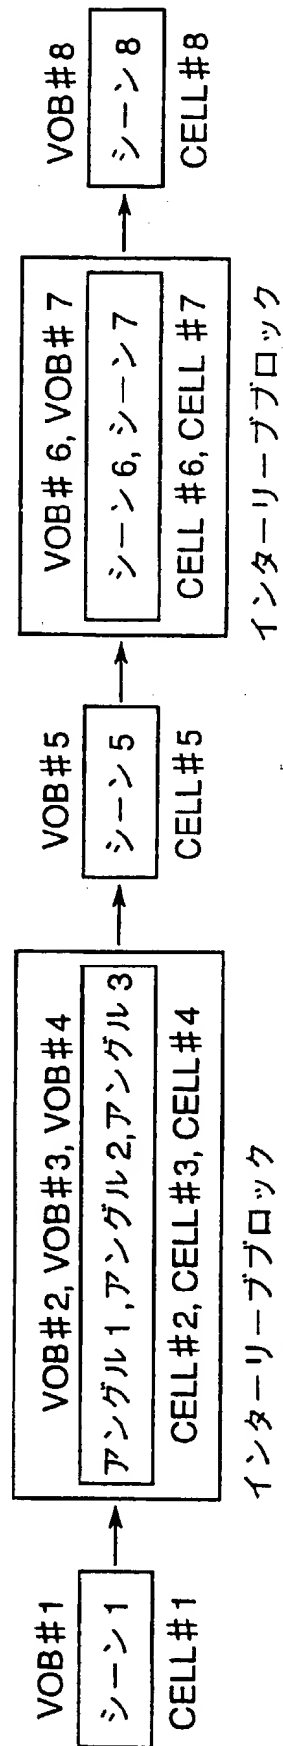 VOB#1
シーン1
CELL#1
VOB#2, VOB#3, VOB#4
アングル1,アングル2,アングル3
CELL#2, CELL#3, CELL#4
インターリーブブロック
VOB#5
シーン5
CELL#5
VOB# 6, VOB# 7
シーン6, シーン7
CELL #6, CELL #7
インターリーブブロック
VOB#8
シーン8
CELL#8